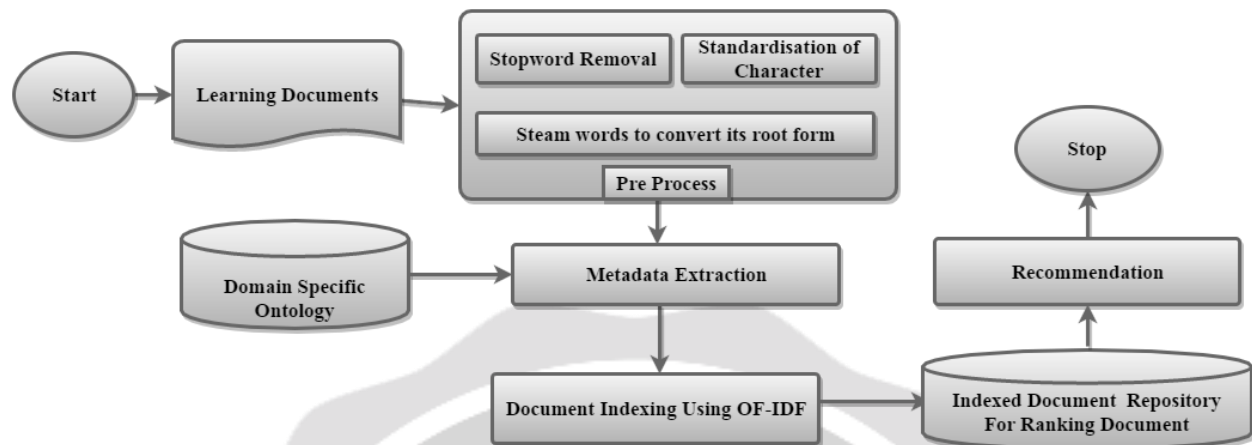 Start
Learning Documents
Stopword Removal
Standardisation of
Character
Steam words to convert its root form
Pre Process
Stop
Domain Specific
Ontology
Metadata Extraction
Recommendation
Document Indexing Using OF-IDF
Indexed Document Repository
For Ranking Document